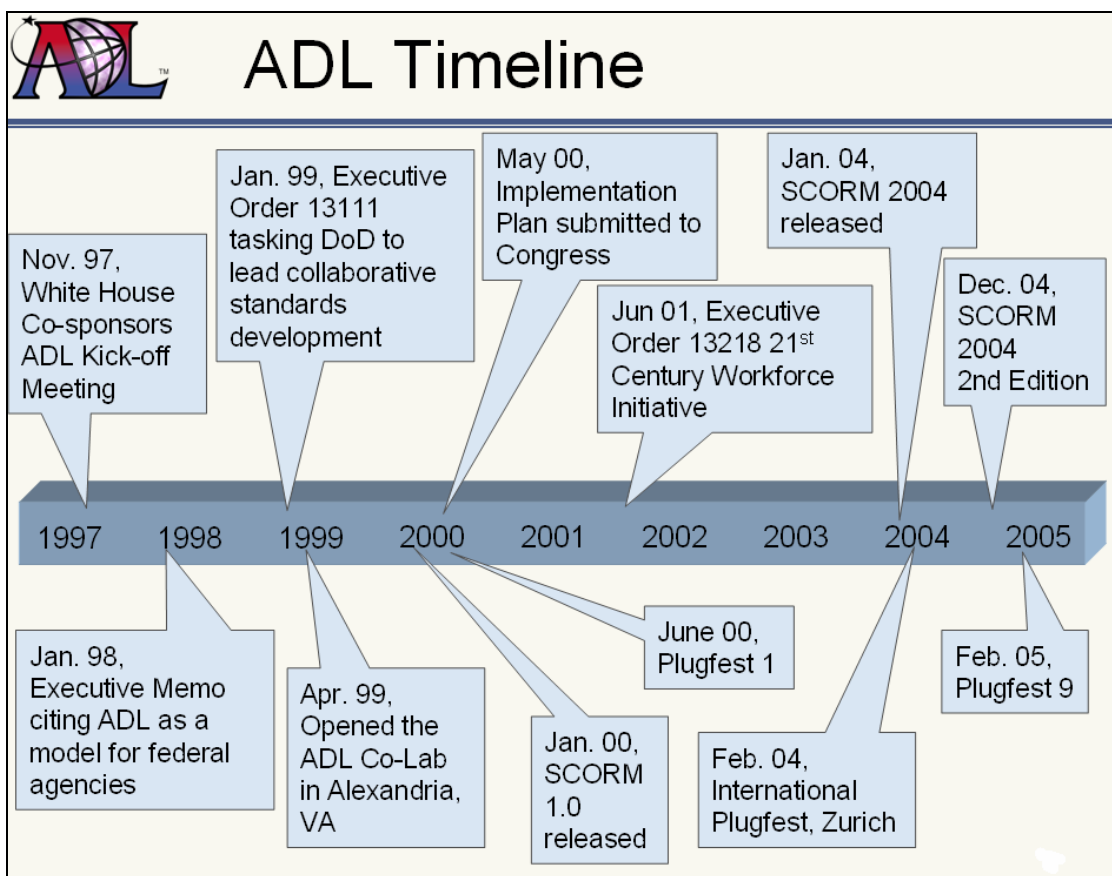 ADL™
ADL Timeline
Nov. 97,
White House
Co-sponsors
ADL Kick-off
Meeting
Jan. 99, Executive
Order 13111
tasking DoD to
lead collaborative
standards
development
May 00,
Implementation
Plan submitted to
Congress
Jun 01, Executive
Order 13218 21st
Century Workforce
Initiative
Jan. 04,
SCORM 2004
released
Dec. 04,
SCORM
2004
2nd Edition
1997 1998 1999 2000 2001 2002 2003 2004 2005
Jan. 98,
Executive Memo
citing ADL as a
model for federal
agencies
Apr. 99,
Opened the
ADL Co-Lab
in Alexandria,
VA
Jan. 00,
SCORM
1.0
released
June 00,
Plugfest 1
Feb. 04,
International
Plugfest, Zurich
Feb. 05,
Plugfest 9